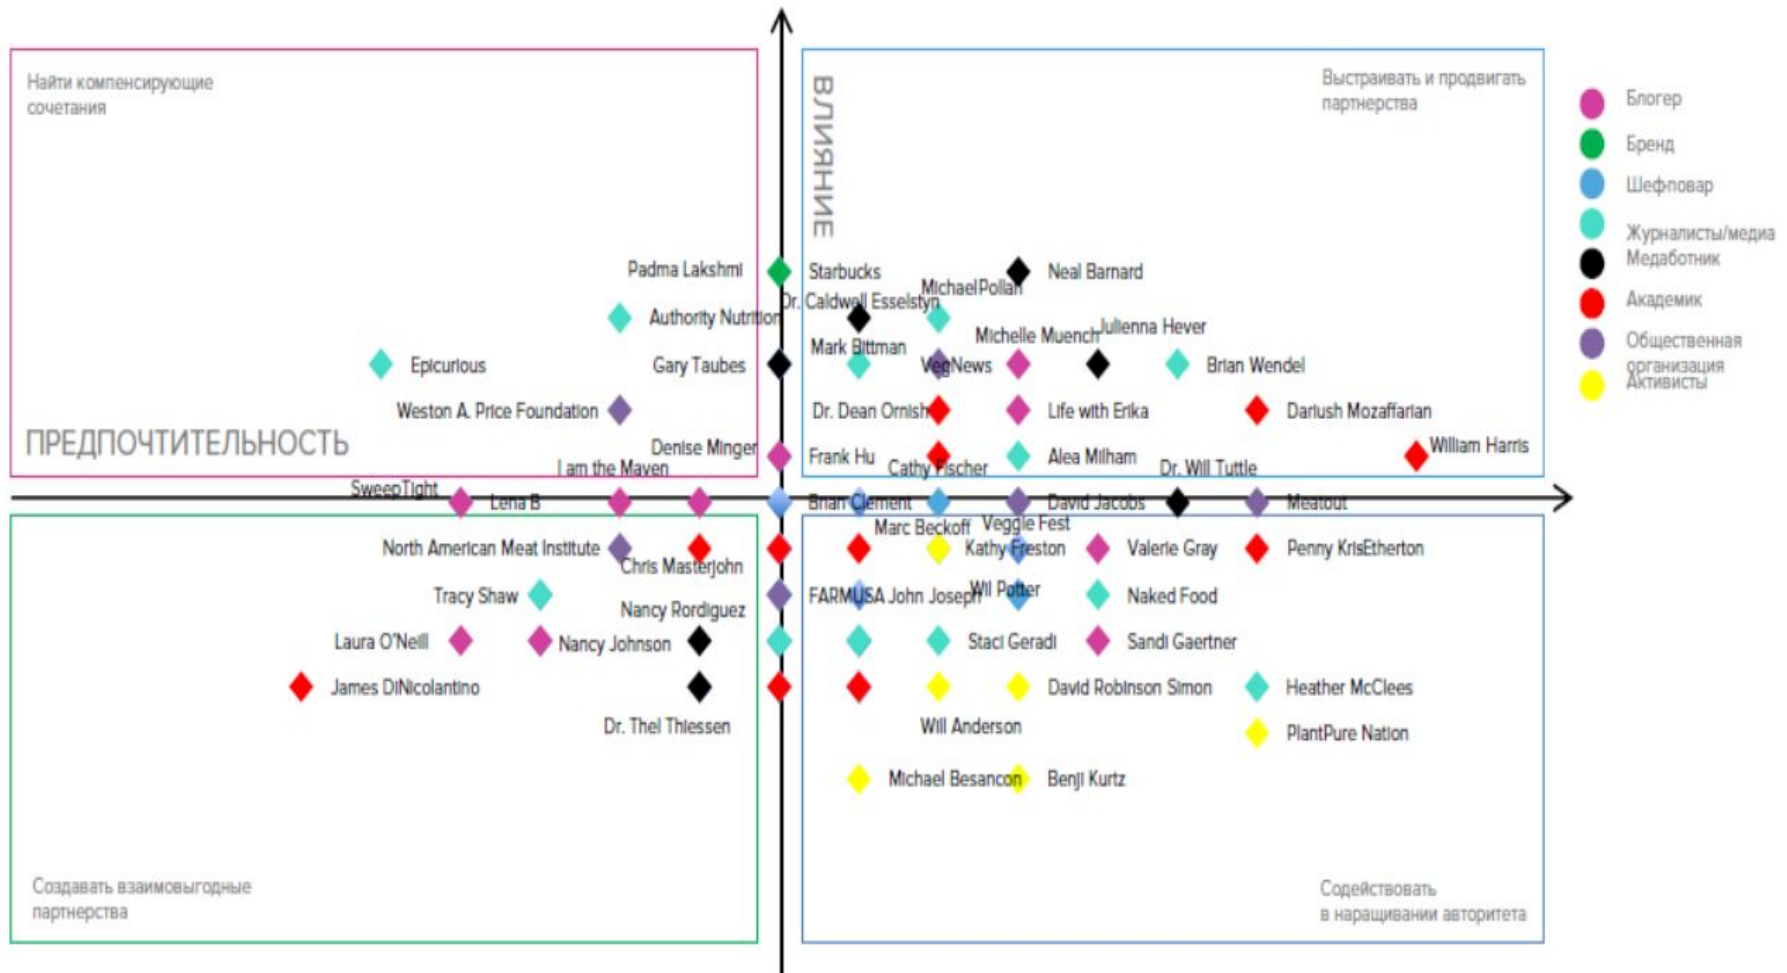 Найти компенсирующие
сочетания
ВЛИЯНИЕ
Выстраивать и продвигать
партнерства
Блогер
Бренд
Шеф-повар
Журналисты/медиа
Медаботник
Академик
Общественная
организация
Активисты
Padma Lakshmi
Starbucks
Neal Barnard
Michael Pollan
Dr. Caldwell Esselstyn
Authority Nutrition
Julienna Hever
Michelle Muench
Mark Bittman
Epicurious
Gary Taubes
VegNews
Brian Wendel
Weston A. Price Foundation
Dr. Dean Ornish
Life with Erika
Dariush Mozaffarian
ПРЕДПОЧТИТЕЛЬНОСТЬ
Denise Minger
Frank Hu
Alea Milham
William Harris
I am the Maven
Cathy Fischer
Dr. Will Tuttle
SweepTight
Lena B
Brian Clement
David Jacobs
Meatout
Marc Beckoff
Veggie Fest
North American Meat Institute
Kathy Freston
Valerie Gray
Penny KrisEtherton
Chris Masterjohn
Tracy Shaw
FARMUSA
John Joseph
Wil Potter
Naked Food
Nancy Rordiguez
Laura O'Neill
Nancy Johnson
Staci Geradi
Sandi Gaertner
James DiNicolantino
David Robinson Simon
Heather McClees
Dr. Thel Thiessen
Will Anderson
PlantPure Nation
Michael Besancon
Benji Kurtz
Создавать взаимовыгодные
партнерства
Содействовать
в наращивании авторитета